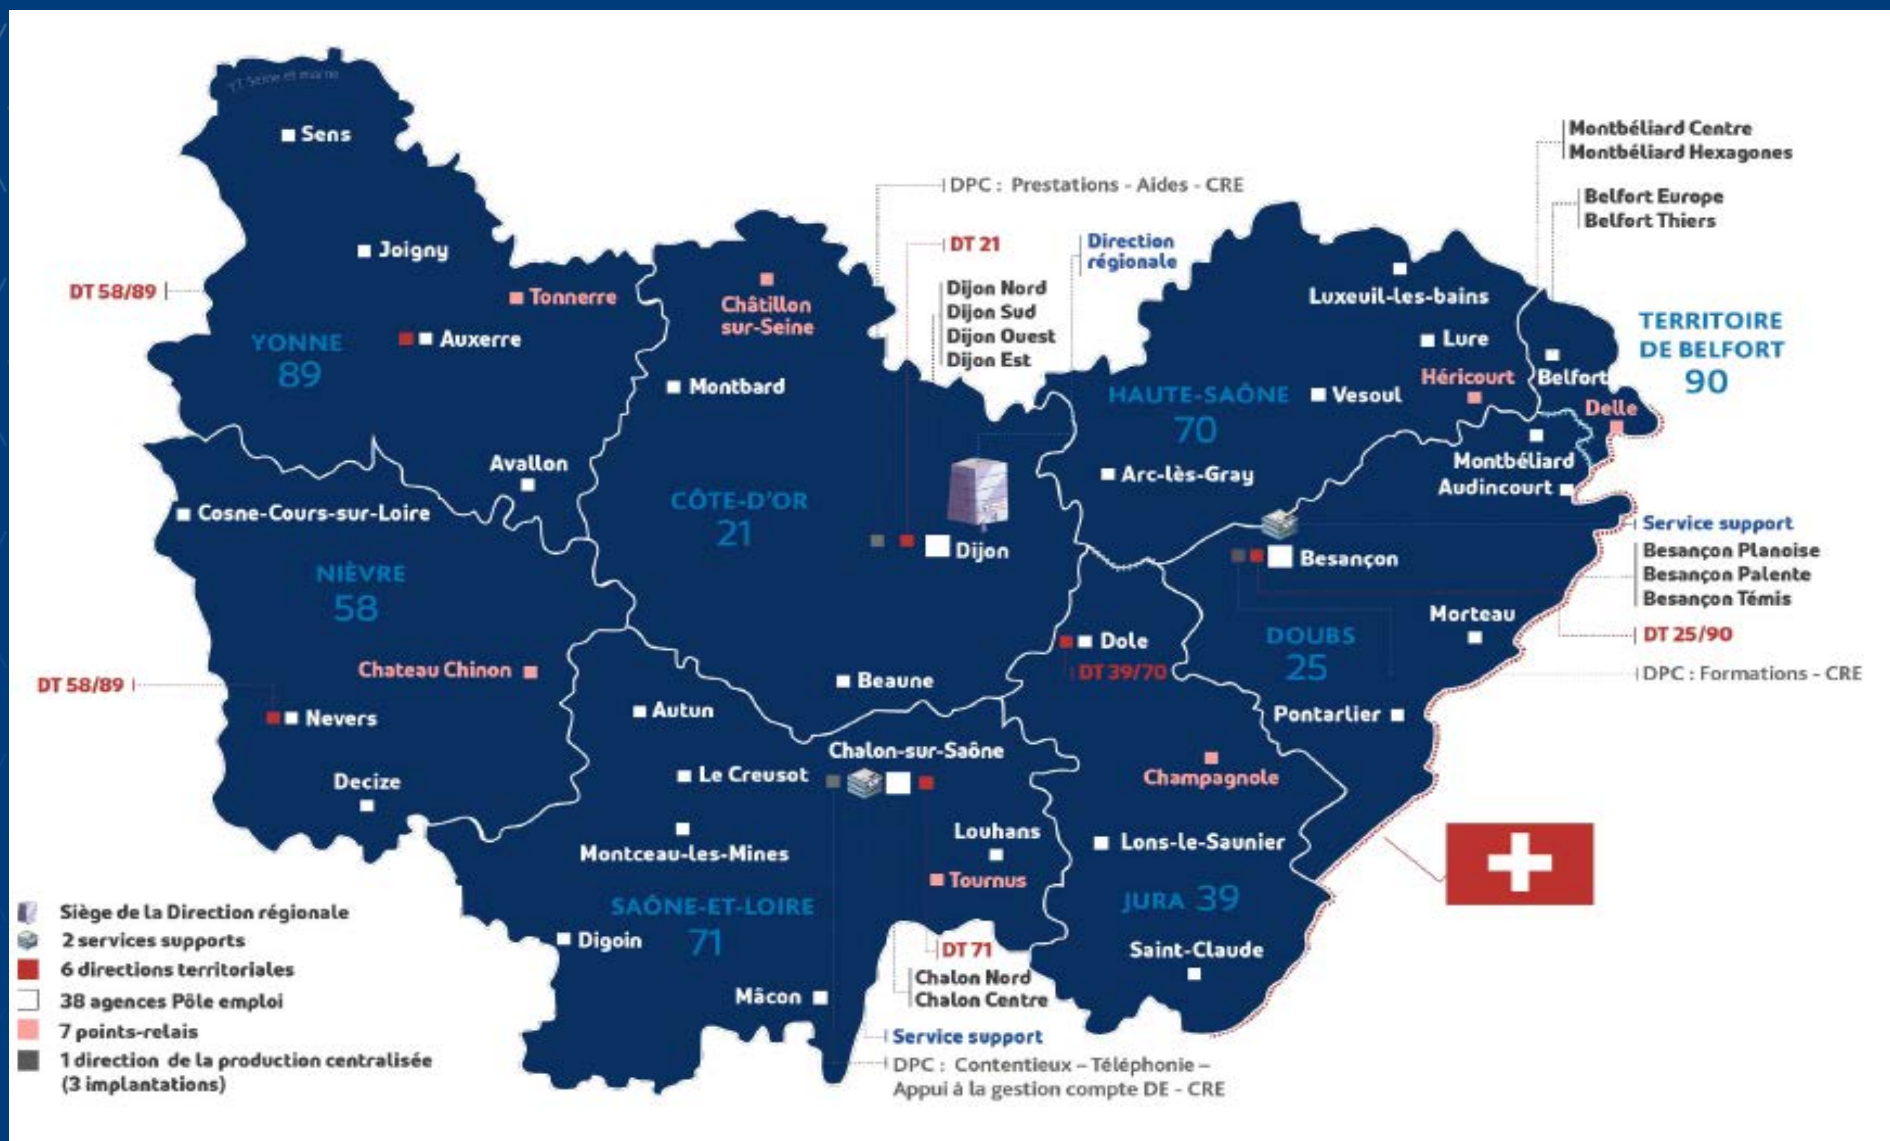 YT Seine et marne
Sens
Joigny
DT 58/89
Tonnerre
YONNE
89
Auxerre
Avallon
Châtillon
sur-Seine
Montbard
CÔTE-D'OR
21
DPC : Prestations - Aides - CRE
DT 21
Dijon Nord
Dijon Sud
Dijon Ouest
Dijon Est
Direction
régionale
Dijon
Beaune
Montbéliard Centre
Montbéliard Hexagones
Belfort Europe
Belfort Thiers
Luxeuil-les-bains
Lure
Héricourt
HAUTE-SAÔNE
70
Vesoul
Arc-lès-Gray
TERRITOIRE
DE BELFORT
90
Belfort
Delle
Montbéliard
Audincourt
Service support
Besançon Planoise
Besançon Palente
Besançon Témis
DT 25/90
DPC : Formations - CRE
Besançon
Morteau
DOUBS
25
Pontarlier
Cosne-Cours-sur-Loire
NIÈVRE
58
Chateau Chinon
DT 58/89
Nevers
Decize
Dole
DT 39/70
Champagnole
Lons-le-Saunier
JURA 39
Saint-Claude
Autun
Le Creusot
Chalon-sur-Saône
Montceau-les-Mines
Louhans
Tournus
SAÔNE-ET-LOIRE
71
Digoin
Mâcon
DT 71
Chalon Nord
Chalon Centre
Service support
DPC : Contentieux – Téléphonie –
Appui à la gestion compte DE - CRE
Siège de la Direction régionale
2 services supports
6 directions territoriales
38 agences Pôle emploi
7 points-relais
1 direction de la production centralisée
(3 implantations)